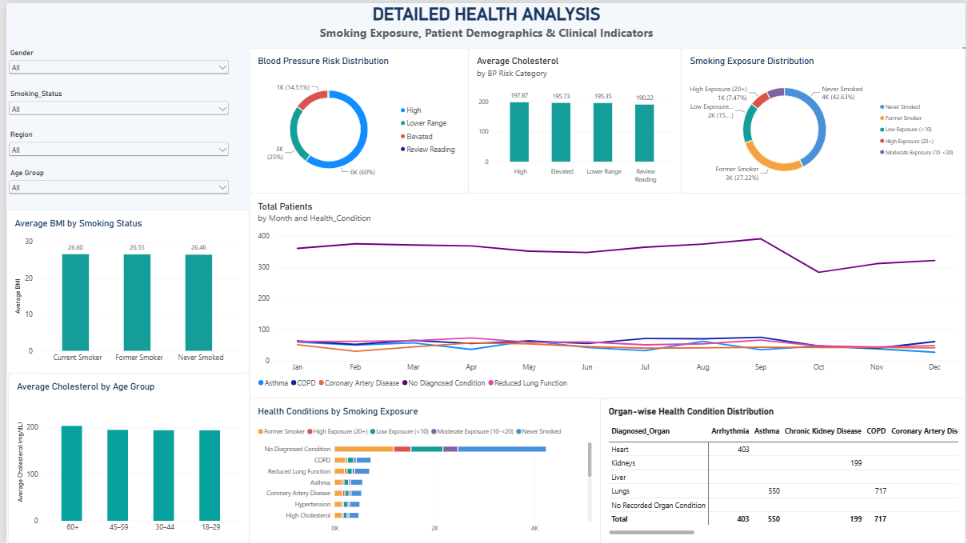 DETAILED HEALTH ANALYSIS
Smoking Exposure, Patient Demographics & Clinical Indicators
Gender
All
Smoking_Status
All
Region
All
Age Group
All
Blood Pressure Risk Distribution
1K (14.51%)
(25%)
6K (60%)
High
Lower Range
Elevated
Review Reading
Average Cholesterol
by BP Risk Category
200
100
0
197.87
195.73
195.35
190.22
High
Elevated
Lower Range
Review
Reading
Smoking Exposure Distribution
High Exposure (20+)
1K (7.47%)
Low Exposure...
2K (15...)
Former Smoker
3K (27.22%)
Never Smoked
4K (42.63%)
Never Smoked
Former Smoker
Low Exposure (<10)
High Exposure (20+)
Moderate Exposure (10-<20)
Average BMI by Smoking Status
Average BMI
30
20
10
0
26.60
26.55
26.46
Current Smoker
Former Smoker
Never Smoked
Total Patients
by Month and Health_Condition
400
300
200
100
0
Jan
Feb
Mar
Apr
May
Jun
Jul
Aug
Sep
Oct
Nov
Dec
Asthma
COPD
Coronary Artery Disease
No Diagnosed Condition
Reduced Lung Function
Average Cholesterol by Age Group
Average Cholesterol (mg/dL)
200
100
0
60+
45–59
30–44
18–29
Health Conditions by Smoking Exposure
Former Smoker
High Exposure (20+)
Low Exposure (<10)
Moderate Exposure (10-<20)
Never Smoked
No Diagnosed Condition
COPD
Reduced Lung Function
Asthma
Coronary Artery Disease
Hypertension
High Cholesterol
0K
2K
4K
Organ-wise Health Condition Distribution
Diagnosed_Organ Arrhythmia Asthma Chronic Kidney Disease COPD Coronary Artery Dis
Heart 403
Kidneys 199
Liver
Lungs 550 717
No Recorded Organ Condition
Total 403 550 199 717